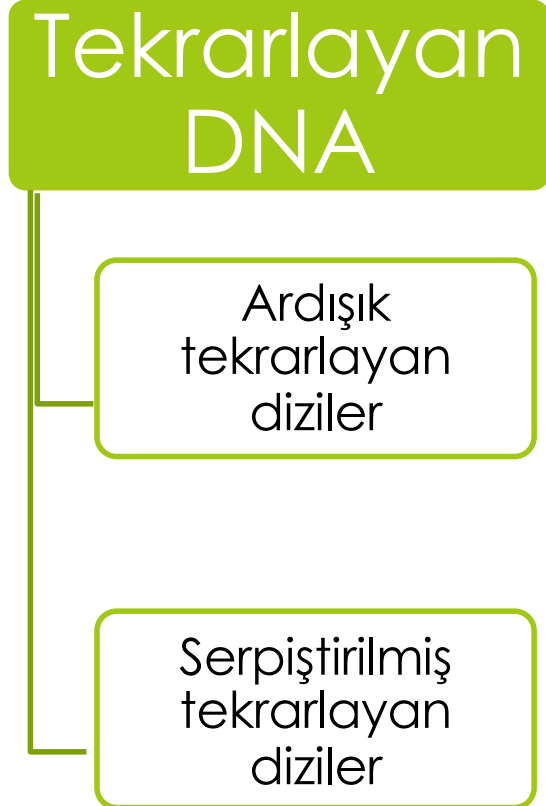 Tekrarlayan
DNA
Ardışık
tekrarlayan
diziler
Serpiştirilmiş
tekrarlayan
diziler